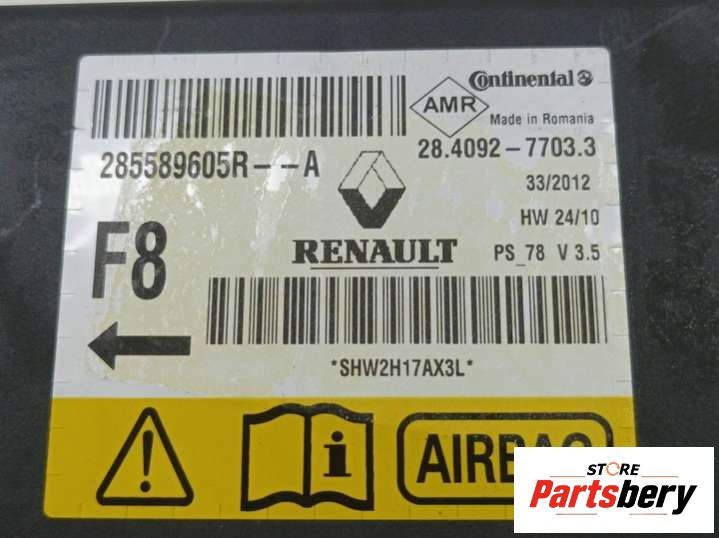 Continental
AMR
Made in Romania
285589605R--A
28.4092-7703.3
33/2012
HW 24/10
F8
RENAULT
PS_78 V 3.5
*SHW2H17AX3L*
i
AIRBAG
STORE
Partsbery